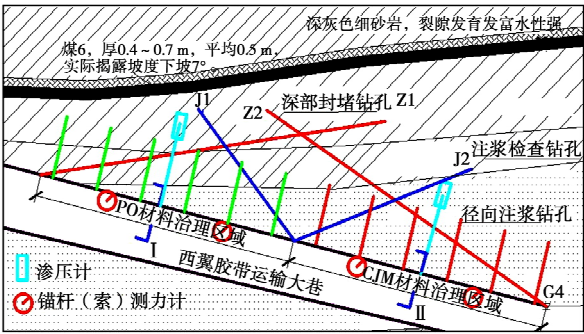 深灰色细砂岩，裂隙发育发富水性强
煤6，厚0.4~0.7 m，平均0.5 m，
实际揭露坡度下坡7°。
J1
Z2
深部封堵钻孔 Z1
注浆检查钻孔
J2
径向注浆钻孔
PO材料治理区域
I
西翼胶带运输大巷
CJM材料治理区域
G4
II
渗压计
锚杆（索）测力计